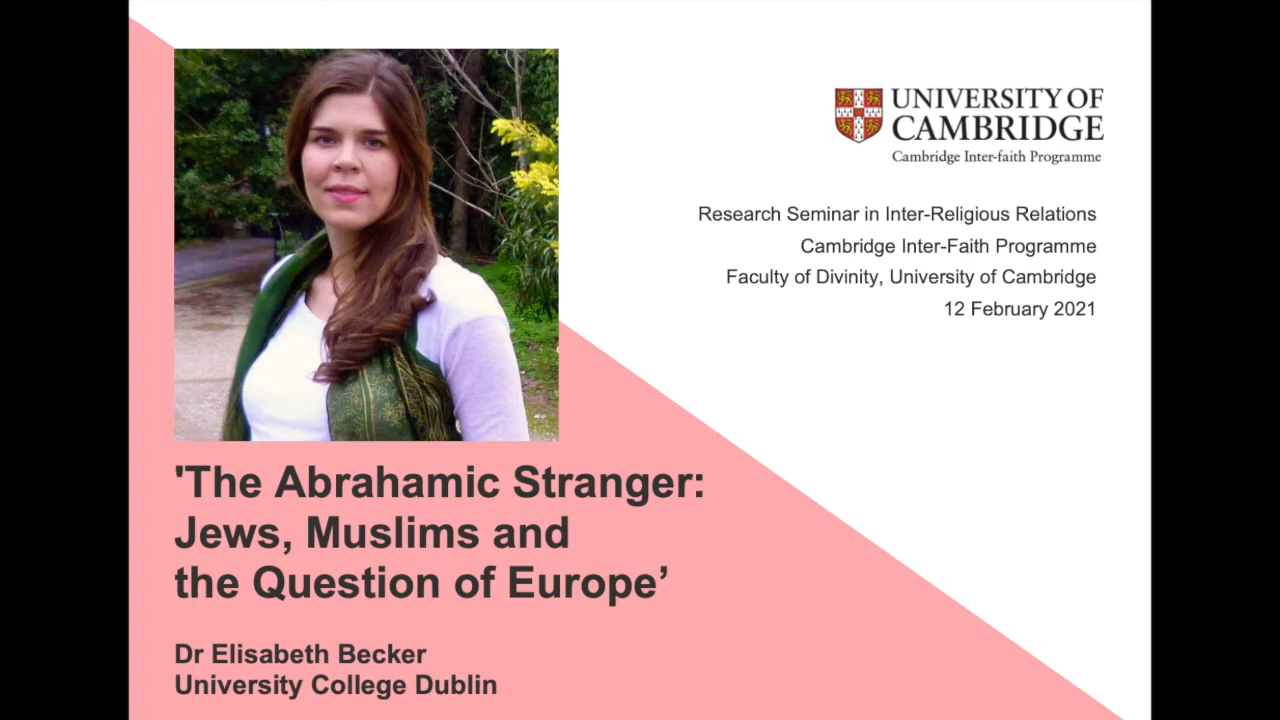 UNIVERSITY OF
CAMBRIDGE
Cambridge Inter-faith Programme
Research Seminar in Inter-Religious Relations
Cambridge Inter-Faith Programme
Faculty of Divinity, University of Cambridge
12 February 2021
'The Abrahamic Stranger:
Jews, Muslims and
the Question of Europe’
Dr Elisabeth Becker
University College Dublin